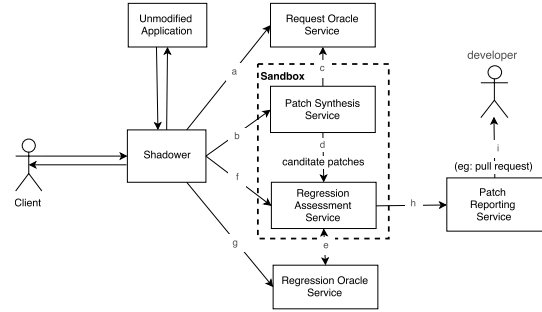 Unmodified
Application
Request Oracle
Service
developer
a
c
Sandbox
Patch Synthesis
Service
b
d
i
Shadower
canditate patches
(eg: pull request)
f
Client
Regression
Assessment
Service
h
Patch
Reporting
Service
g
e
Regression Oracle
Service